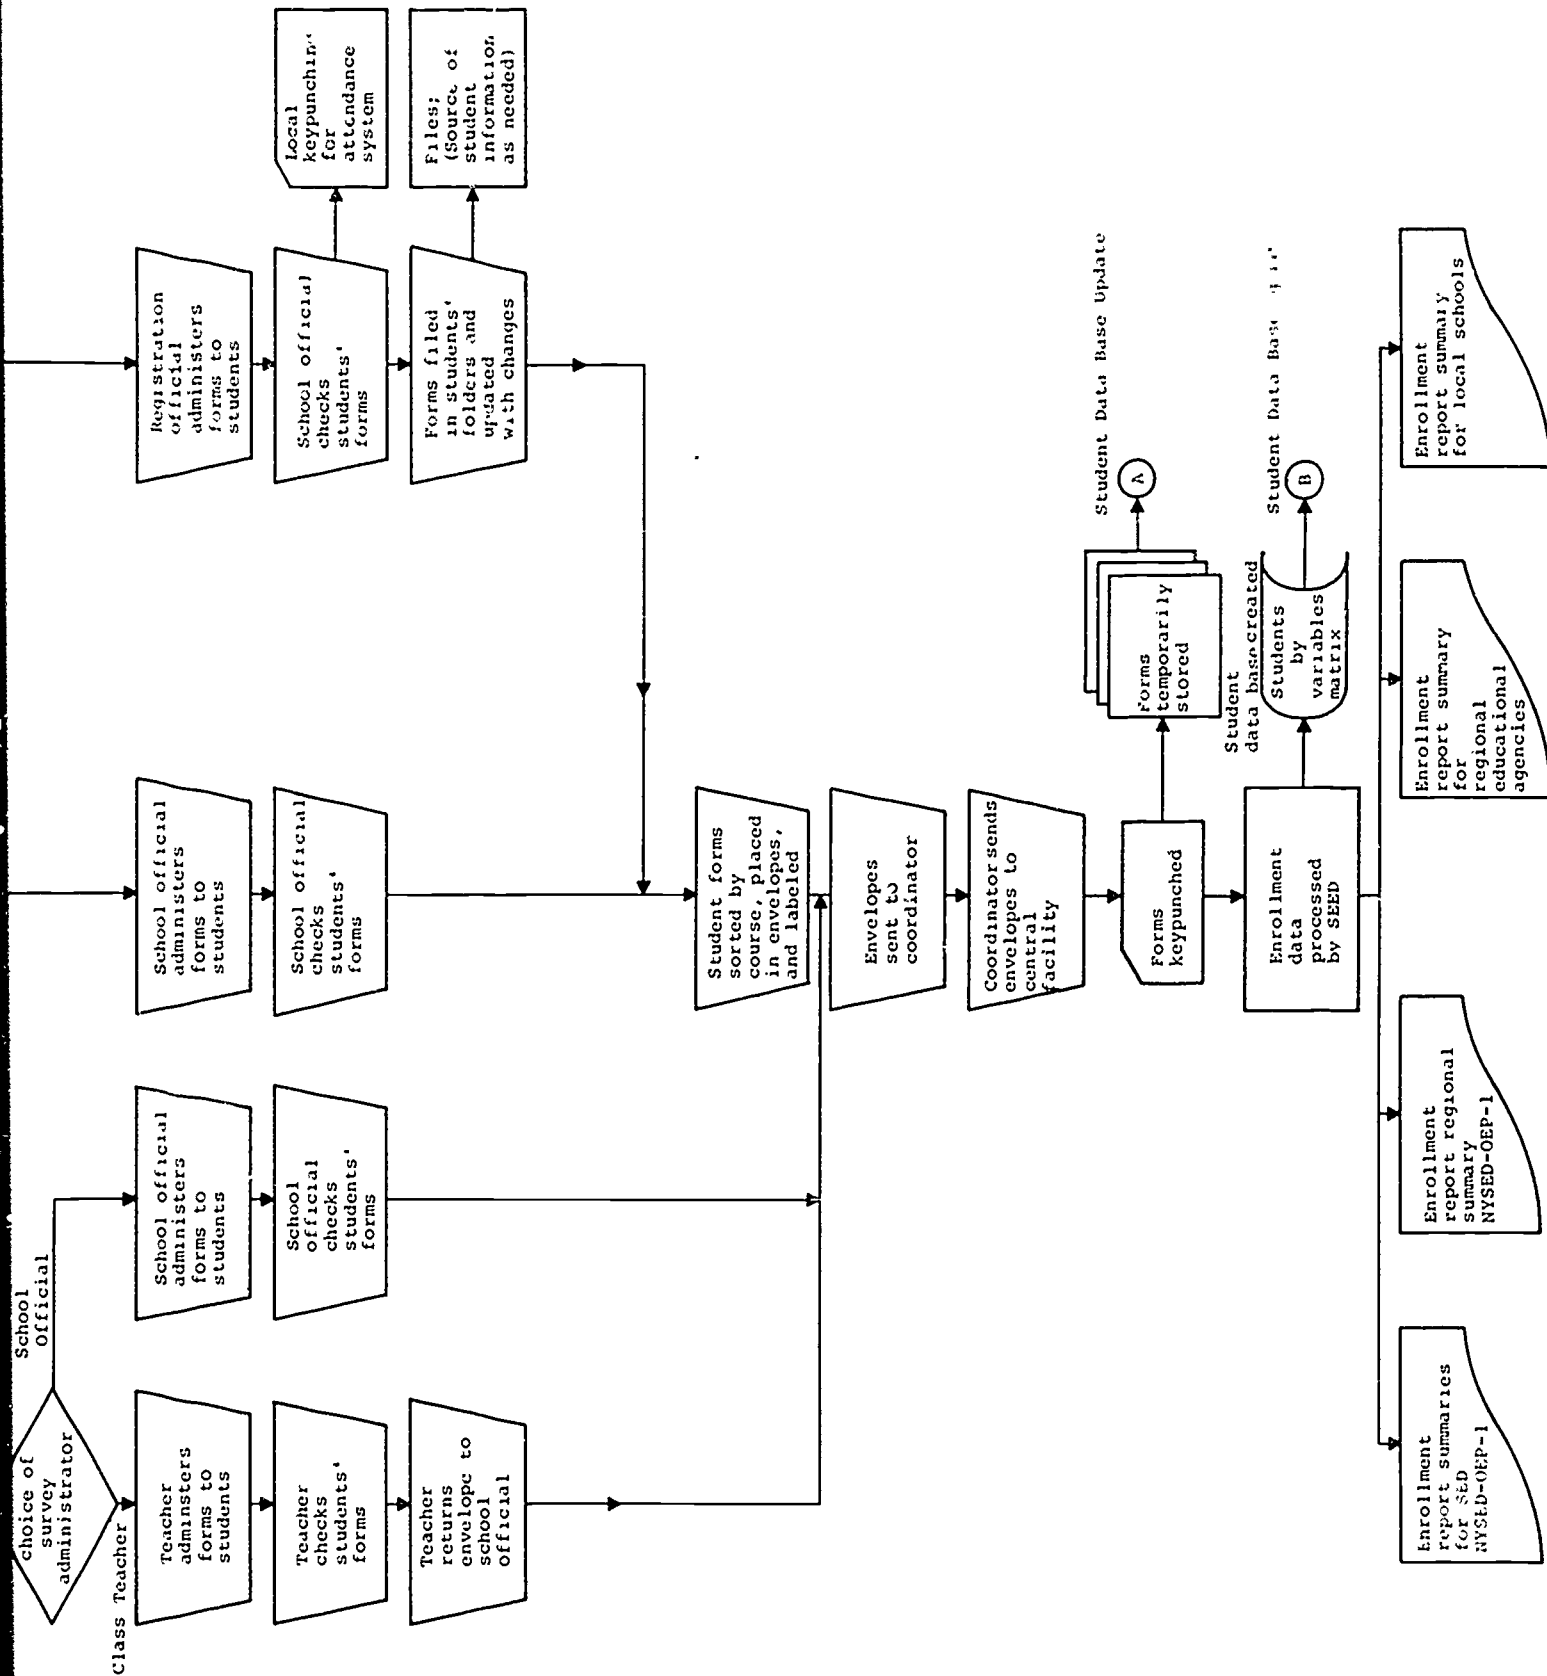 choice of
survey
administrator
School
Official
Class Teacher
Teacher
adminsters
forms to
students
Teacher
checks
students'
forms
Teacher
returns
envelope to
school
official
School official
administers
forms to
students
School
official
checks
students'
forms
School official
administers
forms to
students
School official
checks
students'
forms
Registration
official
administers
forms to
students
School official
checks
students'
forms
Local
keypunching
for
attendance
system
Forms filed
in students'
folders and
updated
with changes
Files;
(Source of
student
information
as needed)
Student forms
sorted by
course, placed
in envelopes,
and labeled
Envelopes
sent to
coordinator
Coordinator sends
envelopes to
central
facility
Forms
keypunched
Forms
temporarily
stored
A
Student Data Base Update
Enrollment
data
processed
by SEED
Student
data base created
Students
by
variables
matrix
B
Student Data Base
Enrollment
report summaries
for SED
NYSED-OEP-1
Enrollment
report regional
summary
NYSED-OEP-1
Enrollment
report summary
for
regional
educational
agencies
Enrollment
report summary
for local schools